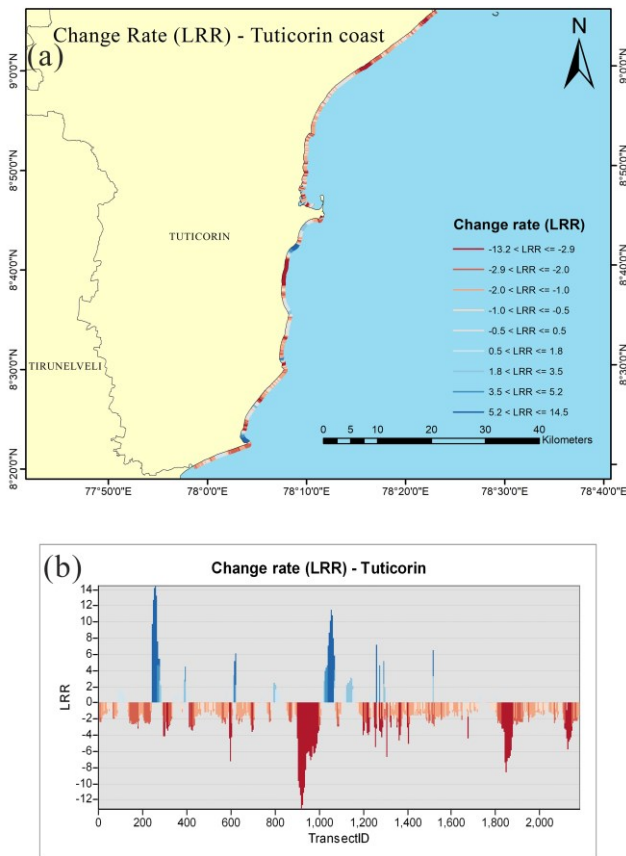 Change Rate (LRR) - Tuticorin coast
(a)
N
9°0'0"N
8°50'0"N
8°40'0"N
8°30'0"N
8°20'0"N
9°0'0"N
8°50'0"N
8°40'0"N
8°30'0"N
TUTICORIN
TIRUNELVELI
Change rate (LRR)
-13.2 < LRR <= -2.9
-2.9 < LRR <= -2.0
-2.0 < LRR <= -1.0
-1.0 < LRR <= -0.5
-0.5 < LRR <= 0.5
0.5 < LRR <= 1.8
1.8 < LRR <= 3.5
3.5 < LRR <= 5.2
5.2 < LRR <= 14.5
0 5 10 20 30 40
Kilometers
77°50'0"E 78°0'0"E 78°10'0"E 78°20'0"E 78°30'0"E 78°40'0"E
(b)
Change rate (LRR) - Tuticorin
LRR
14
12
10
8
6
4
2
0
-2
-4
-6
-8
-10
-12
0 200 400 600 800 1,000 1,200 1,400 1,600 1,800 2,000
TransectID